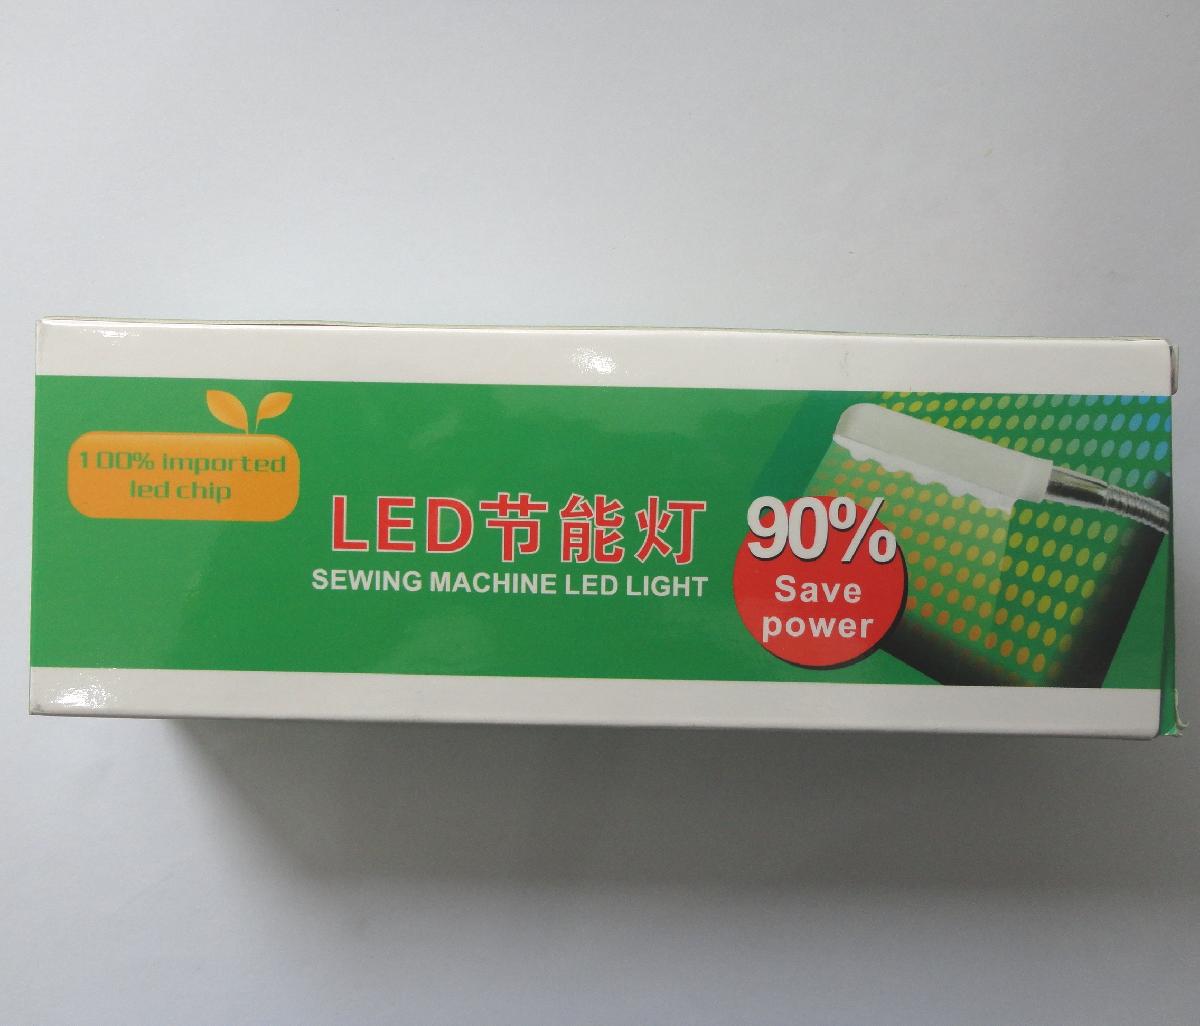 100% imported
led chip
LED节能灯
SEWING MACHINE LED LIGHT
90%
Save
power